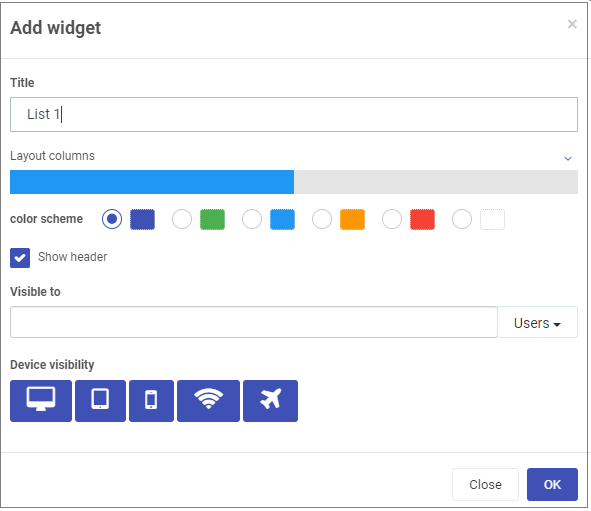 Add widget
×
Title
List 1
Layout columns
color scheme
Show header
Visible to
Users
Device visibility
Close
OK